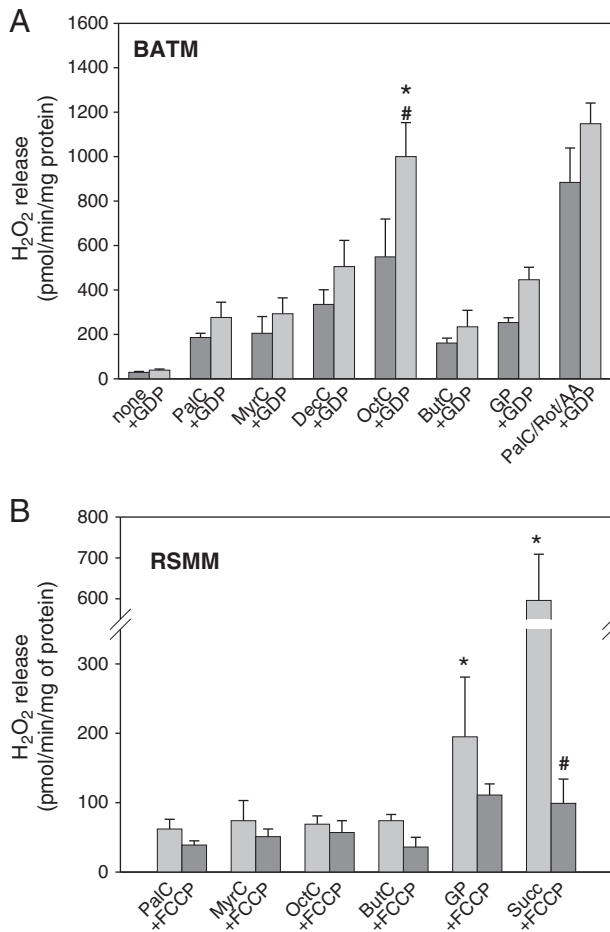 A
BATM
H₂O₂ release
(pmol/min/mg protein)
1600
1400
1200
1000
800
600
400
200
0
*
#
none
+GDP
PalC
+GDP
MyrC
+GDP
DecC
+GDP
OctC
+GDP
ButC
+GDP
GP
+GDP
PalC/Rot/AA
+GDP
B
RSMM
H₂O₂ release
(pmol/min/mg of protein)
800
700
600
300
200
100
0
*
*
#
PalC
+FCCP
MyrC
+FCCP
OctC
+FCCP
ButC
+FCCP
GP
+FCCP
Succ
+FCCP